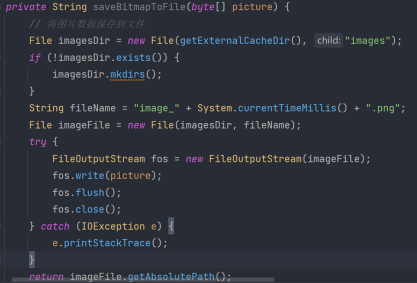 private String saveBitmapToFile(byte[] picture) {
// 将图片数据保存到文件
File imagesDir = new File(getExternalCacheDir(), child: "images");
if (!imagesDir.exists()) {
imagesDir.mkdirs();
}
String fileName = "image_" + System.currentTimeMillis() + ".png";
File imageFile = new File(imagesDir, fileName);
try {
FileOutputStream fos = new FileOutputStream(imageFile);
fos.write(picture);
fos.flush();
fos.close();
} catch (IOException e) {
e.printStackTrace();
}
return imageFile.getAbsolutePath();